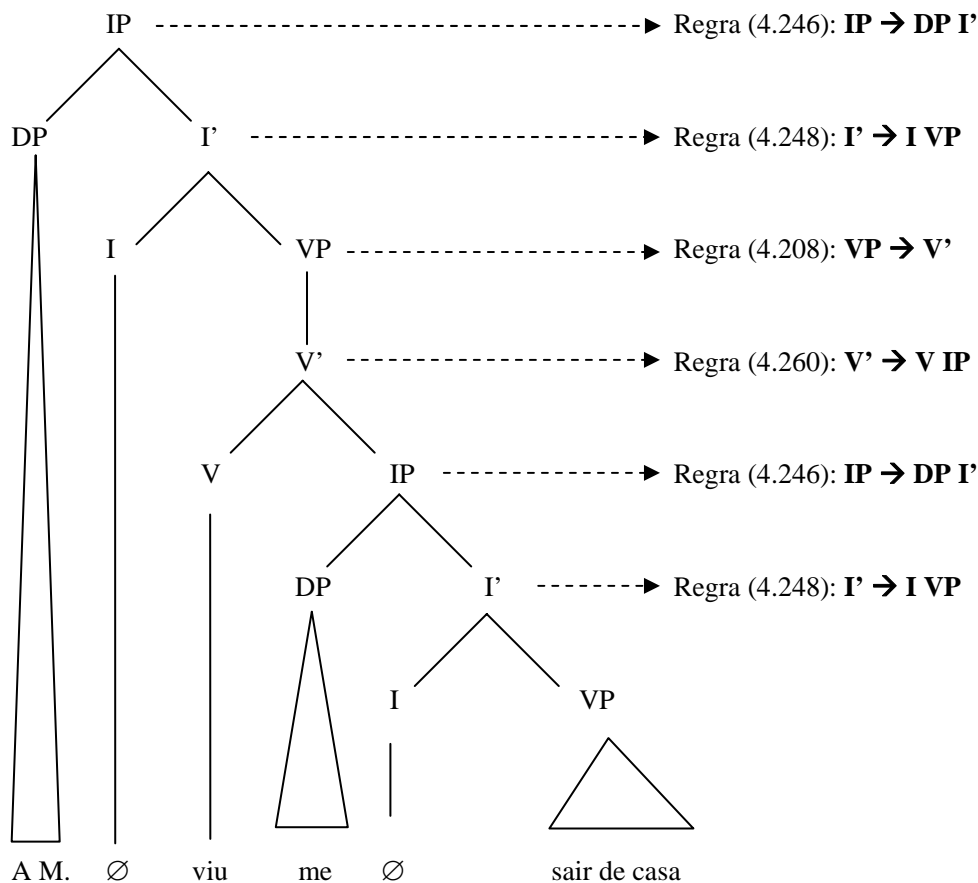 IP Regra (4.246): IP → DP I’
DP I’ Regra (4.248): I’ → I VP
I VP Regra (4.208): VP → V’
V’ Regra (4.260): V’ → V IP
V IP Regra (4.246): IP → DP I’
DP I’ Regra (4.248): I’ → I VP
I VP
A M. ∅ viu me ∅ sair de casa